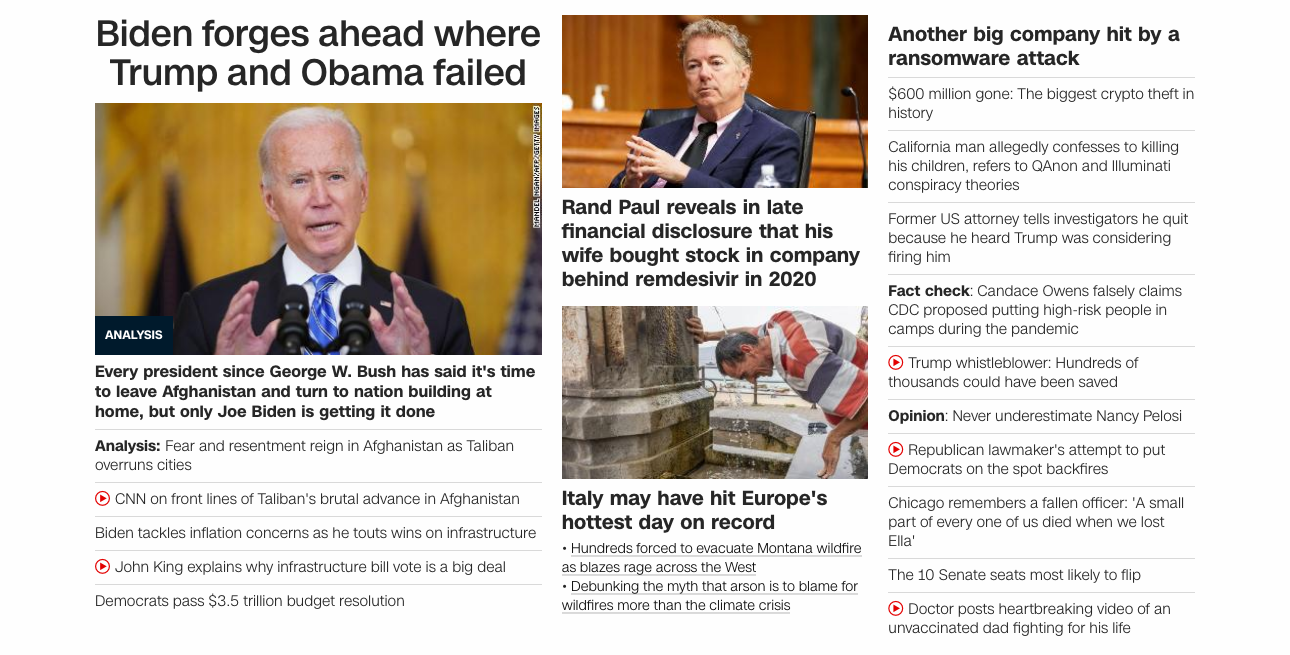 Biden forges ahead where
Trump and Obama failed
MANDEL NGAN/AFP/GETTY IMAGES
ANALYSIS
Every president since George W. Bush has said it's time
to leave Afghanistan and turn to nation building at
home, but only Joe Biden is getting it done
Analysis: Fear and resentment reign in Afghanistan as Taliban
overruns cities
CNN on front lines of Taliban's brutal advance in Afghanistan
Biden tackles inflation concerns as he touts wins on infrastructure
John King explains why infrastructure bill vote is a big deal
Democrats pass $3.5 trillion budget resolution
Rand Paul reveals in late
financial disclosure that his
wife bought stock in company
behind remdesivir in 2020
Italy may have hit Europe's
hottest day on record
• Hundreds forced to evacuate Montana wildfire
as blazes rage across the West
• Debunking the myth that arson is to blame for
wildfires more than the climate crisis
Another big company hit by a
ransomware attack
$600 million gone: The biggest crypto theft in
history
California man allegedly confesses to killing
his children, refers to QAnon and Illuminati
conspiracy theories
Former US attorney tells investigators he quit
because he heard Trump was considering
firing him
Fact check: Candace Owens falsely claims
CDC proposed putting high-risk people in
camps during the pandemic
Trump whistleblower: Hundreds of
thousands could have been saved
Opinion: Never underestimate Nancy Pelosi
Republican lawmaker's attempt to put
Democrats on the spot backfires
Chicago remembers a fallen officer: 'A small
part of every one of us died when we lost
Ella'
The 10 Senate seats most likely to flip
Doctor posts heartbreaking video of an
unvaccinated dad fighting for his life